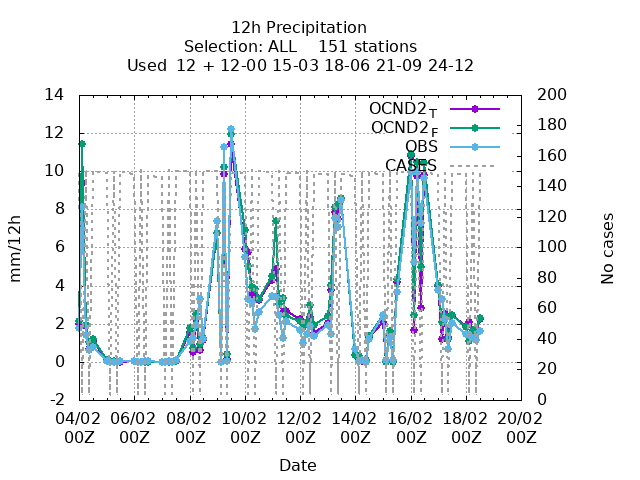 12h Precipitation
Selection: ALL    151 stations
Used  12 + 12-00 15-03 18-06 21-09 24-12
14
12
10
8
6
4
2
0
-2
mm/12h
200
180
160
140
120
100
80
60
40
20
0
No cases
OCND2 T
OCND2 F
OBS
CASES
04/02 06/02 08/02 10/02 12/02 14/02 16/02 18/02 20/02
00Z 00Z 00Z 00Z 00Z 00Z 00Z 00Z 00Z
Date